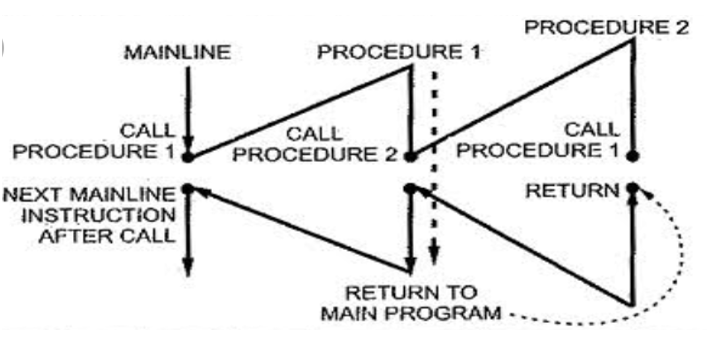 PROCEDURE 2
MAINLINE
PROCEDURE 1
CALL
PROCEDURE 1
CALL
PROCEDURE 2
CALL
PROCEDURE 1
NEXT MAINLINE
INSTRUCTION
AFTER CALL
RETURN
RETURN TO
MAIN PROGRAM